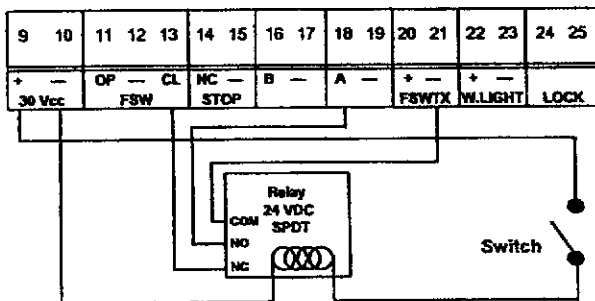 9 10 11 12 13 14 15 16 17 18 19 20 21 22 23 24 25
+ — OP — CL NC — B — A — + — + —
30 Vcc FSW STOP FSWTX W.LIGHT LOCK
Relay
24 VDC
SPDT
COM
NO
NC
Switch